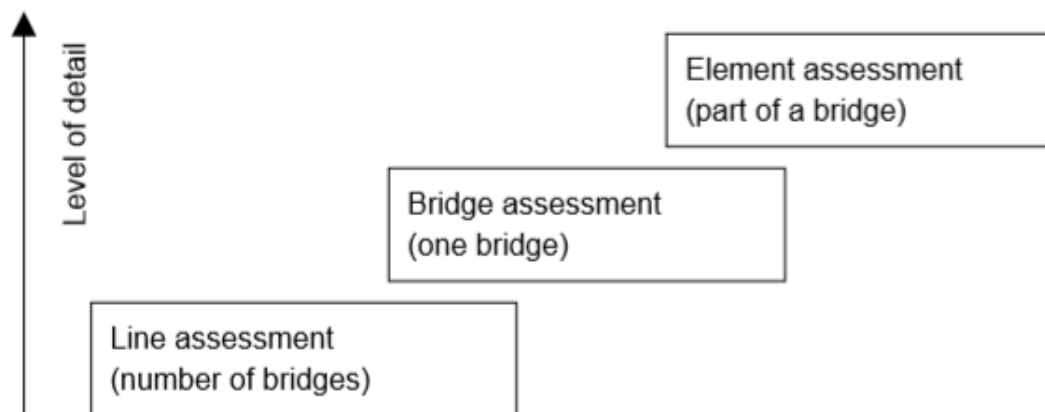 Level of detail
Element assessment
(part of a bridge)
Bridge assessment
(one bridge)
Line assessment
(number of bridges)